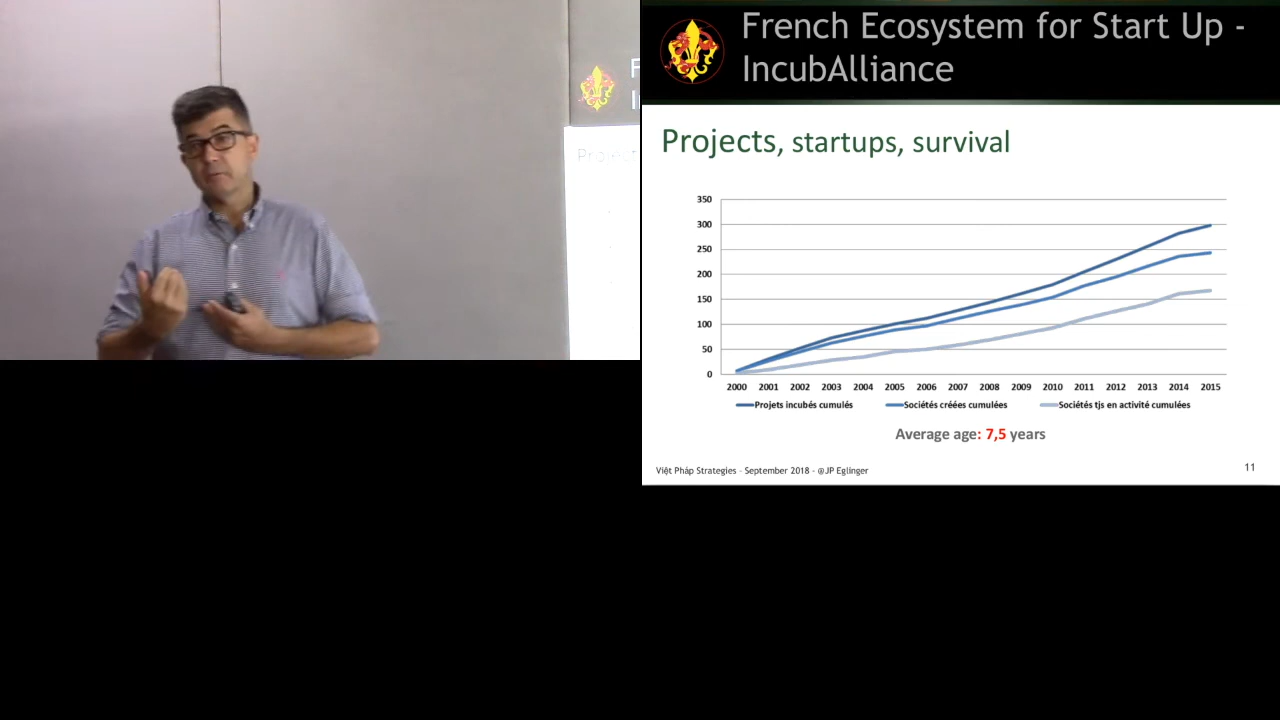 French Ecosystem for Start Up -
IncubAlliance
Projects, startups, survival
350
300
250
200
150
100
50
0
2000 2001 2002 2003 2004 2005 2006 2007 2008 2009 2010 2011 2012 2013 2014 2015
Projets incubés cumulés Sociétés créées cumulées Sociétés tjs en activité cumulées
Average age: 7,5 years
Việt Pháp Strategies – September 2018 - @JP Eglinger
11
Project